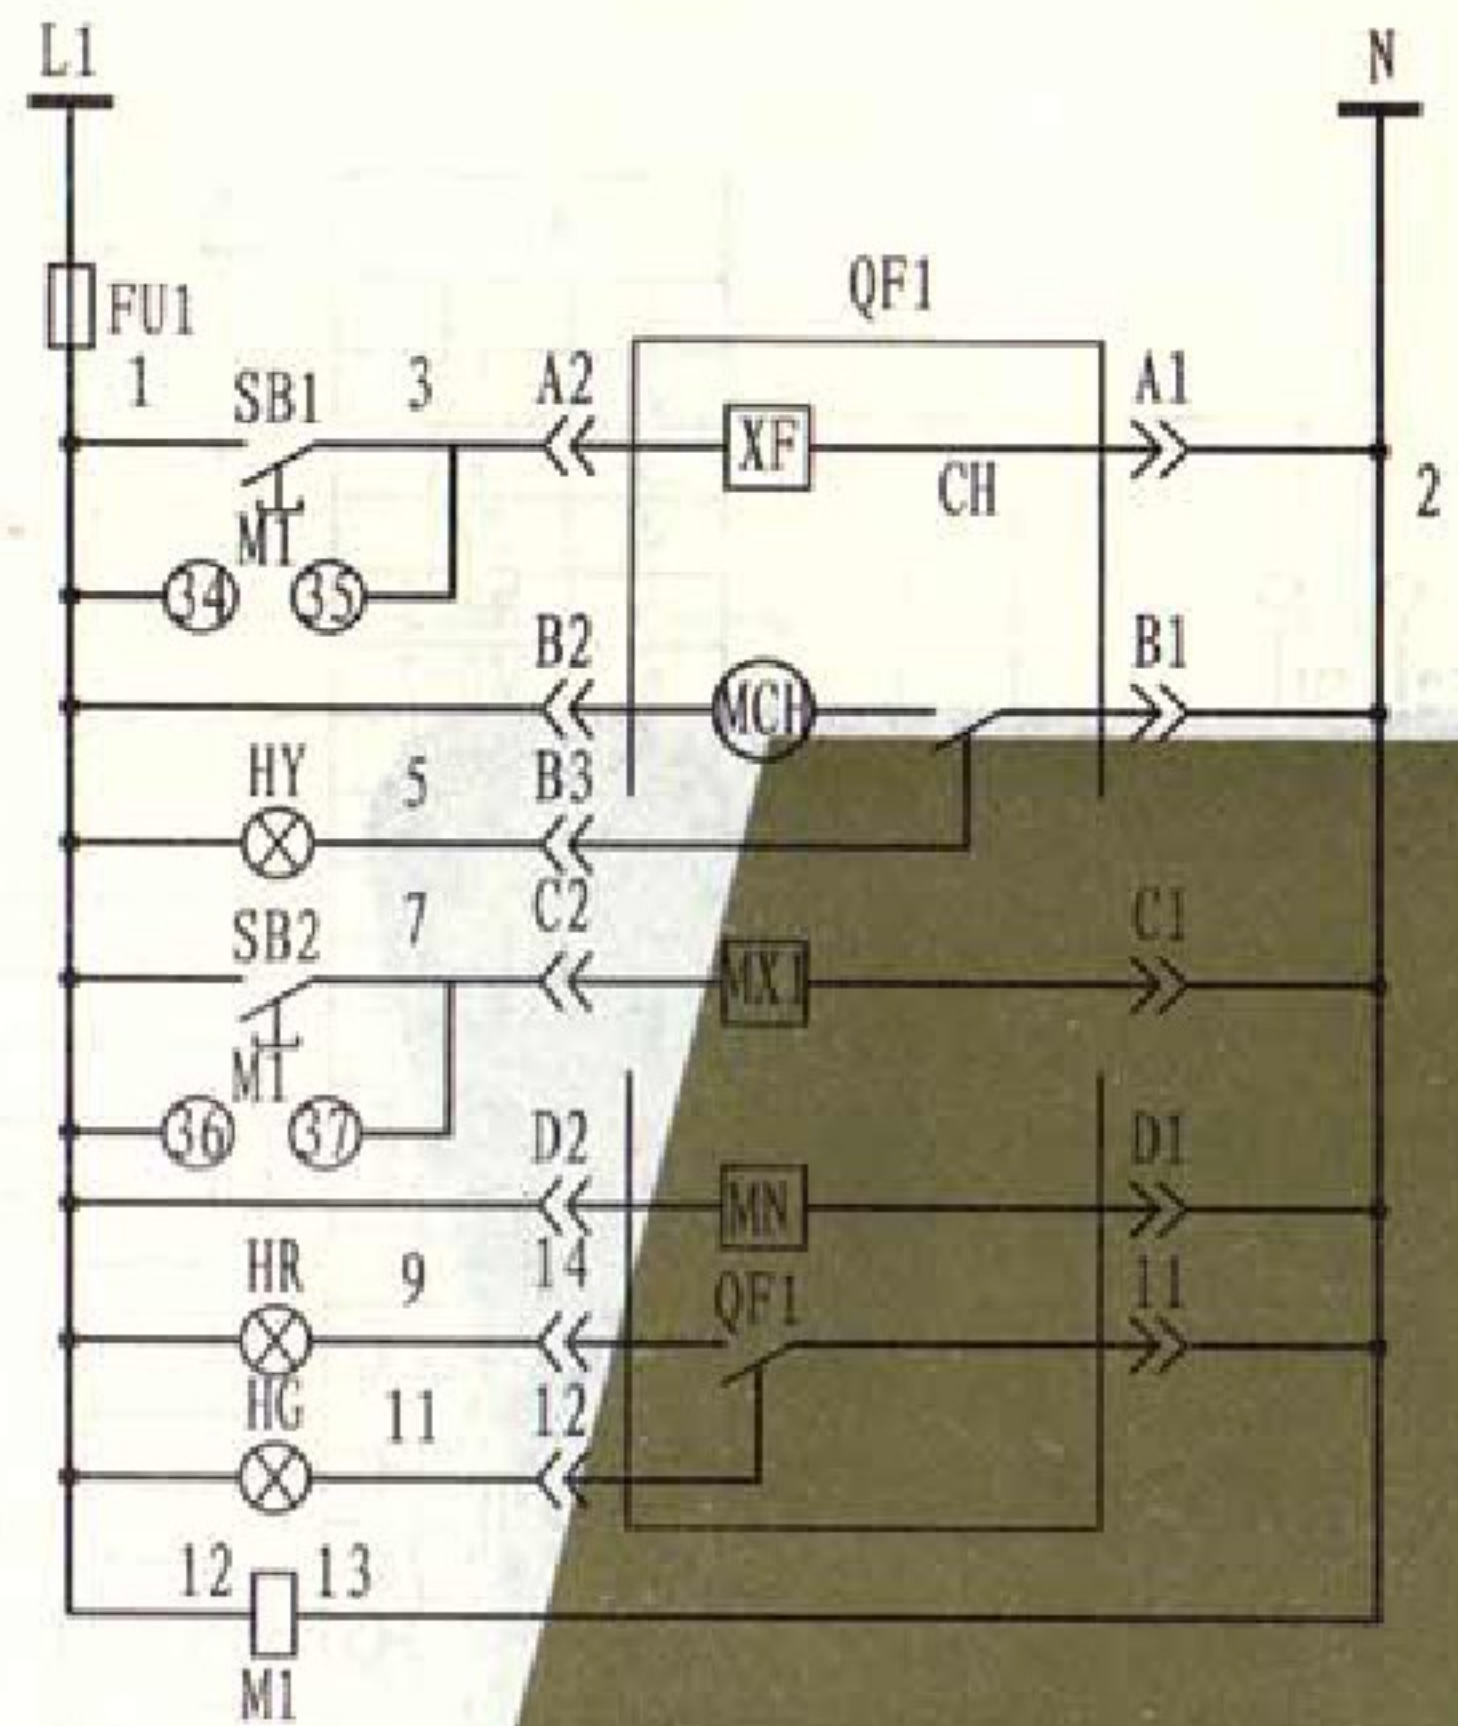 L1 N
QF1
FU1
1 SB1 3 A2 A1
XF
CH 2
MT
34 35
B2 B1
MCH
HY 5 B3
SB2 7 C2 C1
MX1
MT
36 37
D2 D1
MN
HR 9 14 QF1 11
HG 11 12
12 13
M1